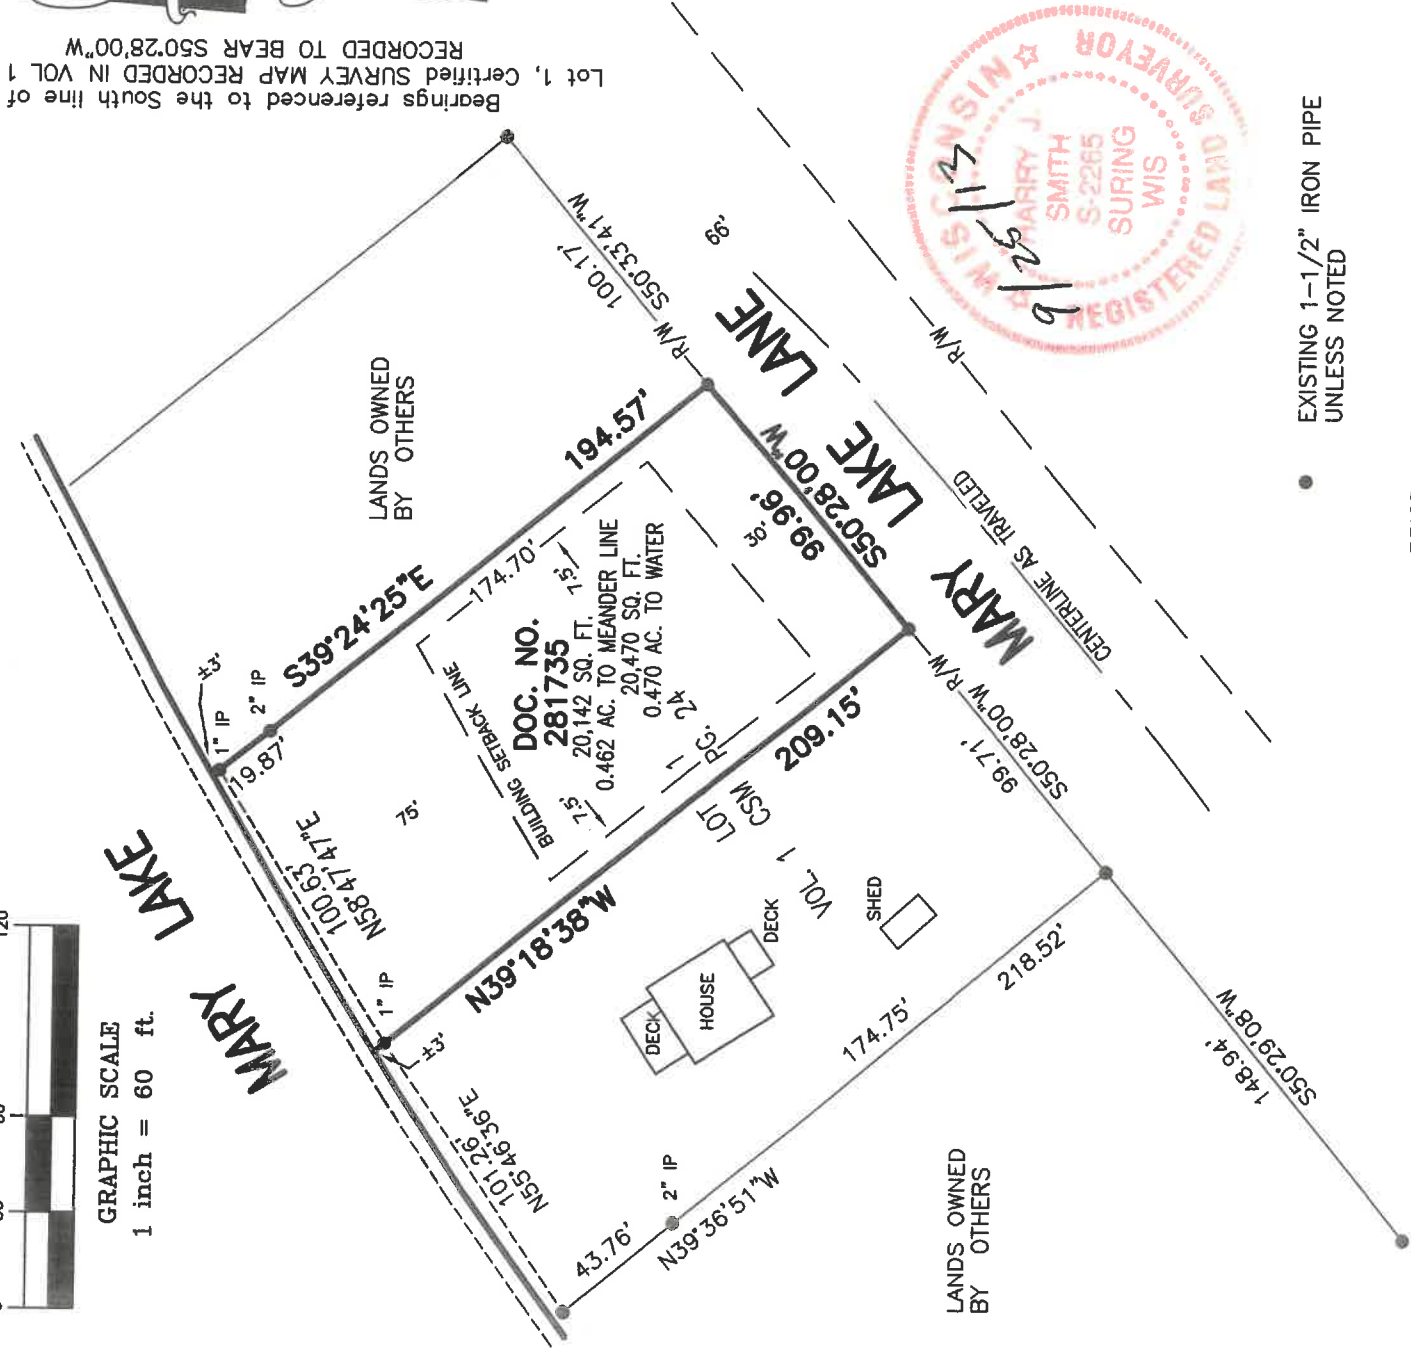 Bearings referenced to the South line of
Lot 1, Certified SURVEY MAP RECORDED IN VOL 1
RECORDED TO BEAR S50°28'00"W
120
GRAPHIC SCALE
1 inch = 60 ft.
MARY LAKE
±3'
1" IP
2" IP
19.87'
S39°24'25"E
194.57'
174.70'
LANDS OWNED
BY OTHERS
100.17'
S50°33'41"W
R/W
66'
100.63'
N58°47'47"E
75'
BUILDING SETBACK LINE
DOC. NO.
281735
20,142 SQ. FT.
0.462 AC. TO MEANDER LINE
20,470 SQ. FT.
0.470 AC. TO WATER
7.5'
7.5'
30'
99.96'
S50°28'00"W
MARY LAKE LANE
CENTERLINE AS TRAVELED
R/W
LOT 1
CSM
VOL. 1 PG. 24
209.15'
N39°18'38"W
1" IP
±3'
101.26'
N55°46'36"E
DECK
HOUSE
DECK
SHED
R/W
99.71'
S50°28'00"W
218.52'
174.75'
2" IP
43.76'
N39°36'51"W
LANDS OWNED
BY OTHERS
148.94'
S50°29'08"W
WISCONSIN
HARRY J.
SMITH
S-2265
SURING
WIS
REGISTERED LAND SURVEYOR
9/25/13
EXISTING 1-1/2" IRON PIPE
UNLESS NOTED